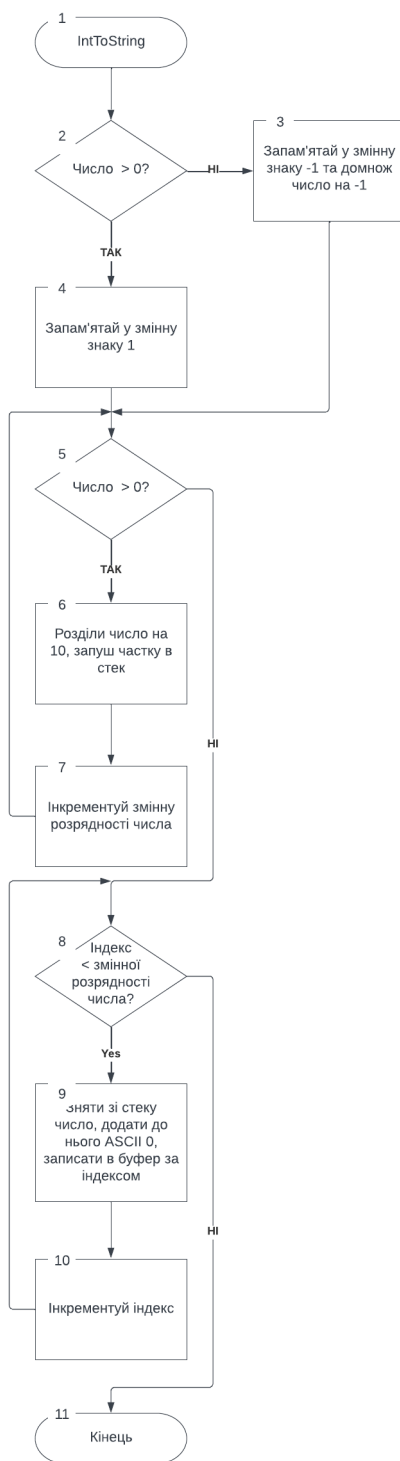 1
IntToString
2
Число > 0?
НІ
3
Запам'ятай у змінну
знаку -1 та домнож
число на -1
ТАК
4
Запам'ятай у змінну
знаку 1
5
Число > 0?
ТАК
6
Розділи число на
10, запуш частку в
стек
НІ
7
Інкрементуй змінну
розрядності числа
8
Індекс
< змінної
розрядності
числа?
Yes
9
Зняти зі стеку
число, додати до
нього ASCII 0,
записати в буфер за
індексом
НІ
10
Інкрементуй індекс
11
Кінець